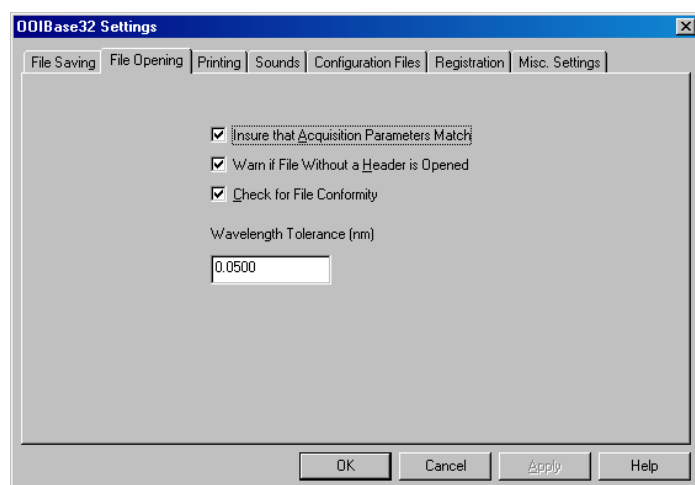 OOIBase32 Settings
File Saving File Opening Printing Sounds Configuration Files Registration Misc. Settings
Insure that Acquisition Parameters Match
Warn if File Without a Header is Opened
Check for File Conformity
Wavelength Tolerance (nm)
0.0500
OK Cancel Apply Help